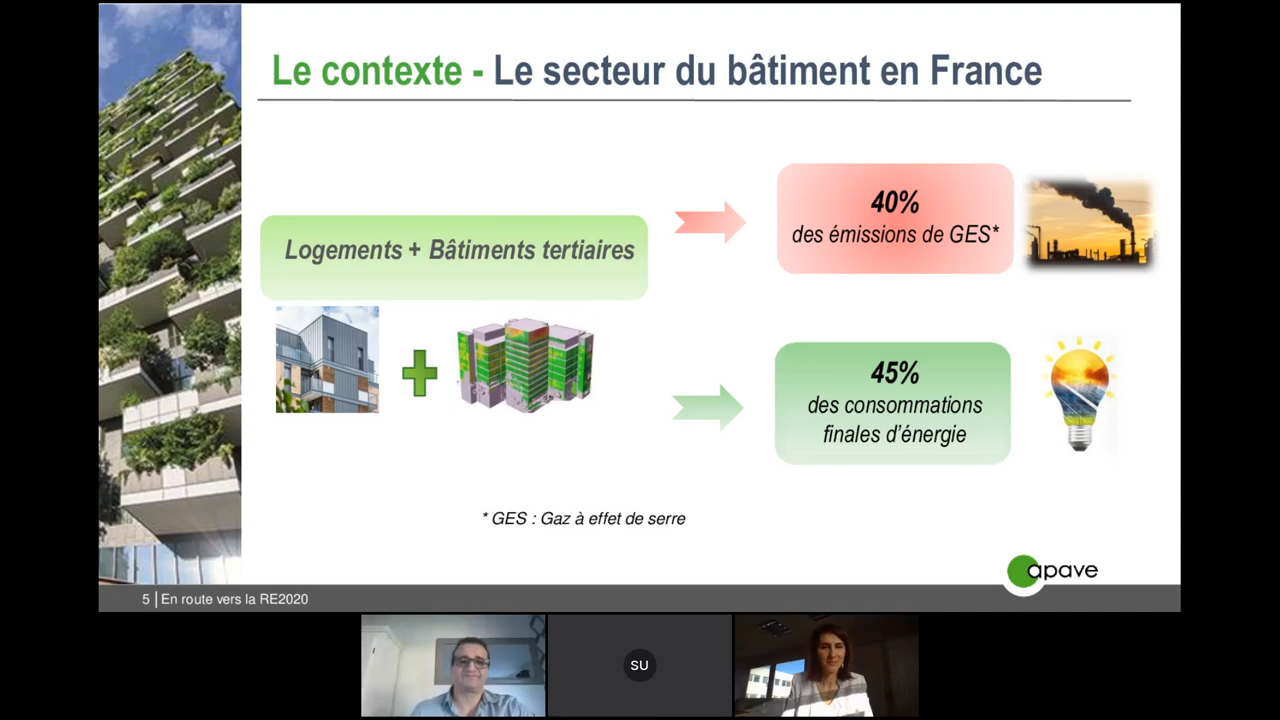 Le contexte - Le secteur du bâtiment en France
Logements + Bâtiments tertiaires
40%
des émissions de GES*
45%
des consommations
finales d'énergie
* GES : Gaz à effet de serre
apave
5 | En route vers la RE2020
SU